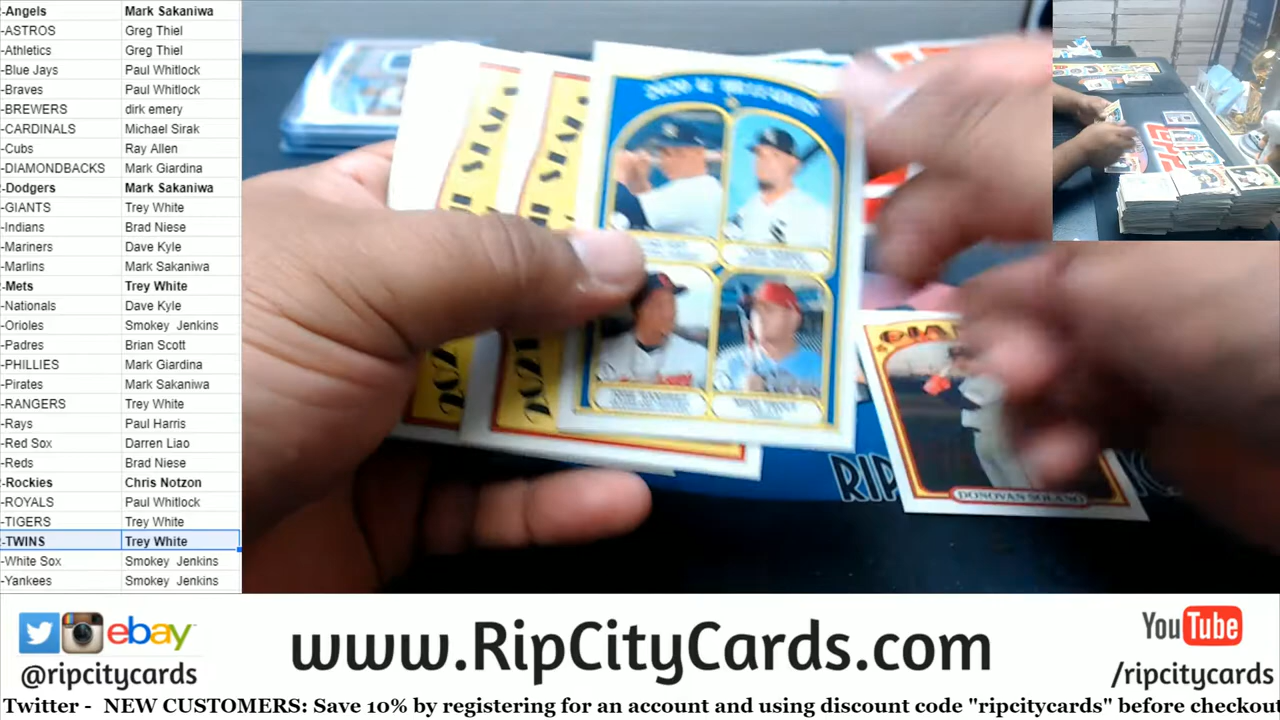 -Angels Mark Sakaniwa
-ASTROS Greg Thiel
-Athletics Greg Thiel
-Blue Jays Paul Whitlock
-Braves Paul Whitlock
-BREWERS dirk emery
-CARDINALS Michael Sirak
-Cubs Ray Allen
-DIAMONDBACKS Mark Giardina
-Dodgers Mark Sakaniwa
-GIANTS Trey White
-Indians Brad Niese
-Mariners Dave Kyle
-Marlins Mark Sakaniwa
-Mets Trey White
-Nationals Dave Kyle
-Orioles Smokey Jenkins
-Padres Brian Scott
-PHILLIES Mark Giardina
-Pirates Mark Sakaniwa
-RANGERS Trey White
-Rays Paul Harris
-Red Sox Darren Liao
-Reds Brad Niese
-Rockies Chris Notzon
-ROYALS Paul Whitlock
-TIGERS Trey White
-TWINS Trey White
-White Sox Smokey Jenkins
-Yankees Smokey Jenkins
DONOVAN SOLANO
RIP
ebay
@ripcitycards
www.RipCityCards.com
YouTube
/ripcitycards
Twitter - NEW CUSTOMERS: Save 10% by registering for an account and using discount code "ripcitycards" before checkout